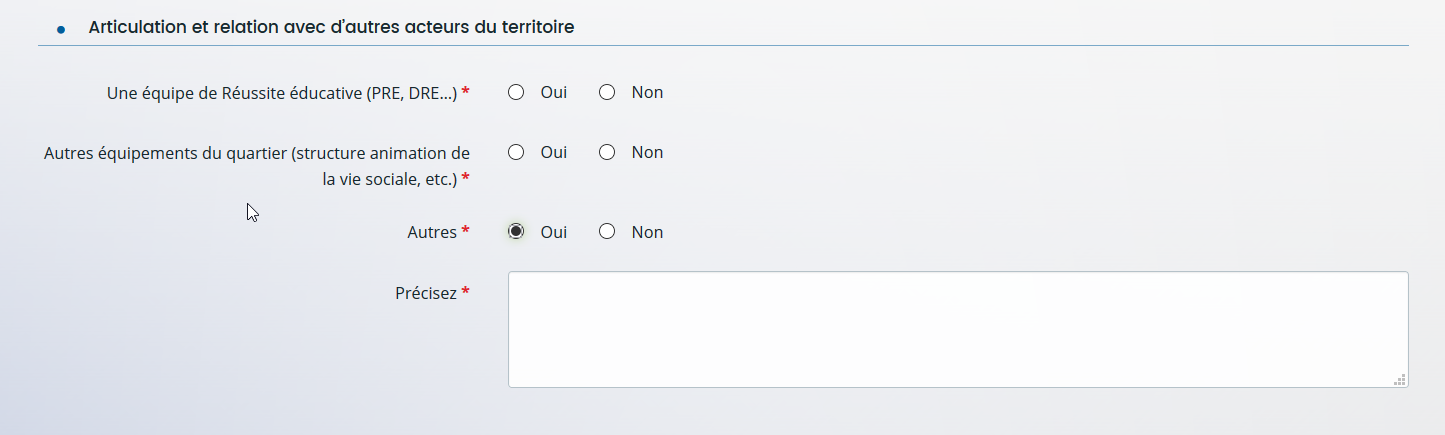 Articulation et relation avec d’autres acteurs du territoire
Une équipe de Réussite éducative (PRE, DRE...) * Oui Non
Autres équipements du quartier (structure animation de
la vie sociale, etc.) * Oui Non
Autres * Oui Non
Précisez *